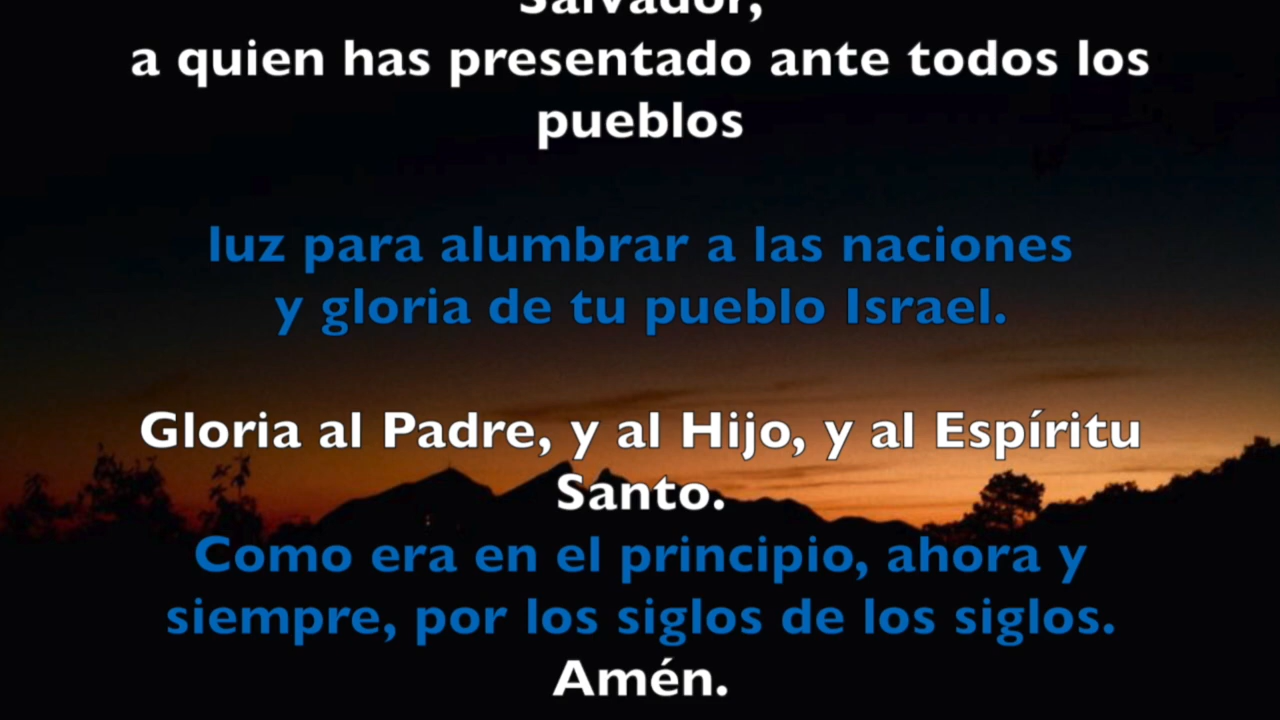 Salvador,
a quien has presentado ante todos los
pueblos
luz para alumbrar a las naciones
y gloria de tu pueblo Israel.
Gloria al Padre, y al Hijo, y al Espíritu
Santo.
Como era en el principio, ahora y
siempre, por los siglos de los siglos.
Amén.